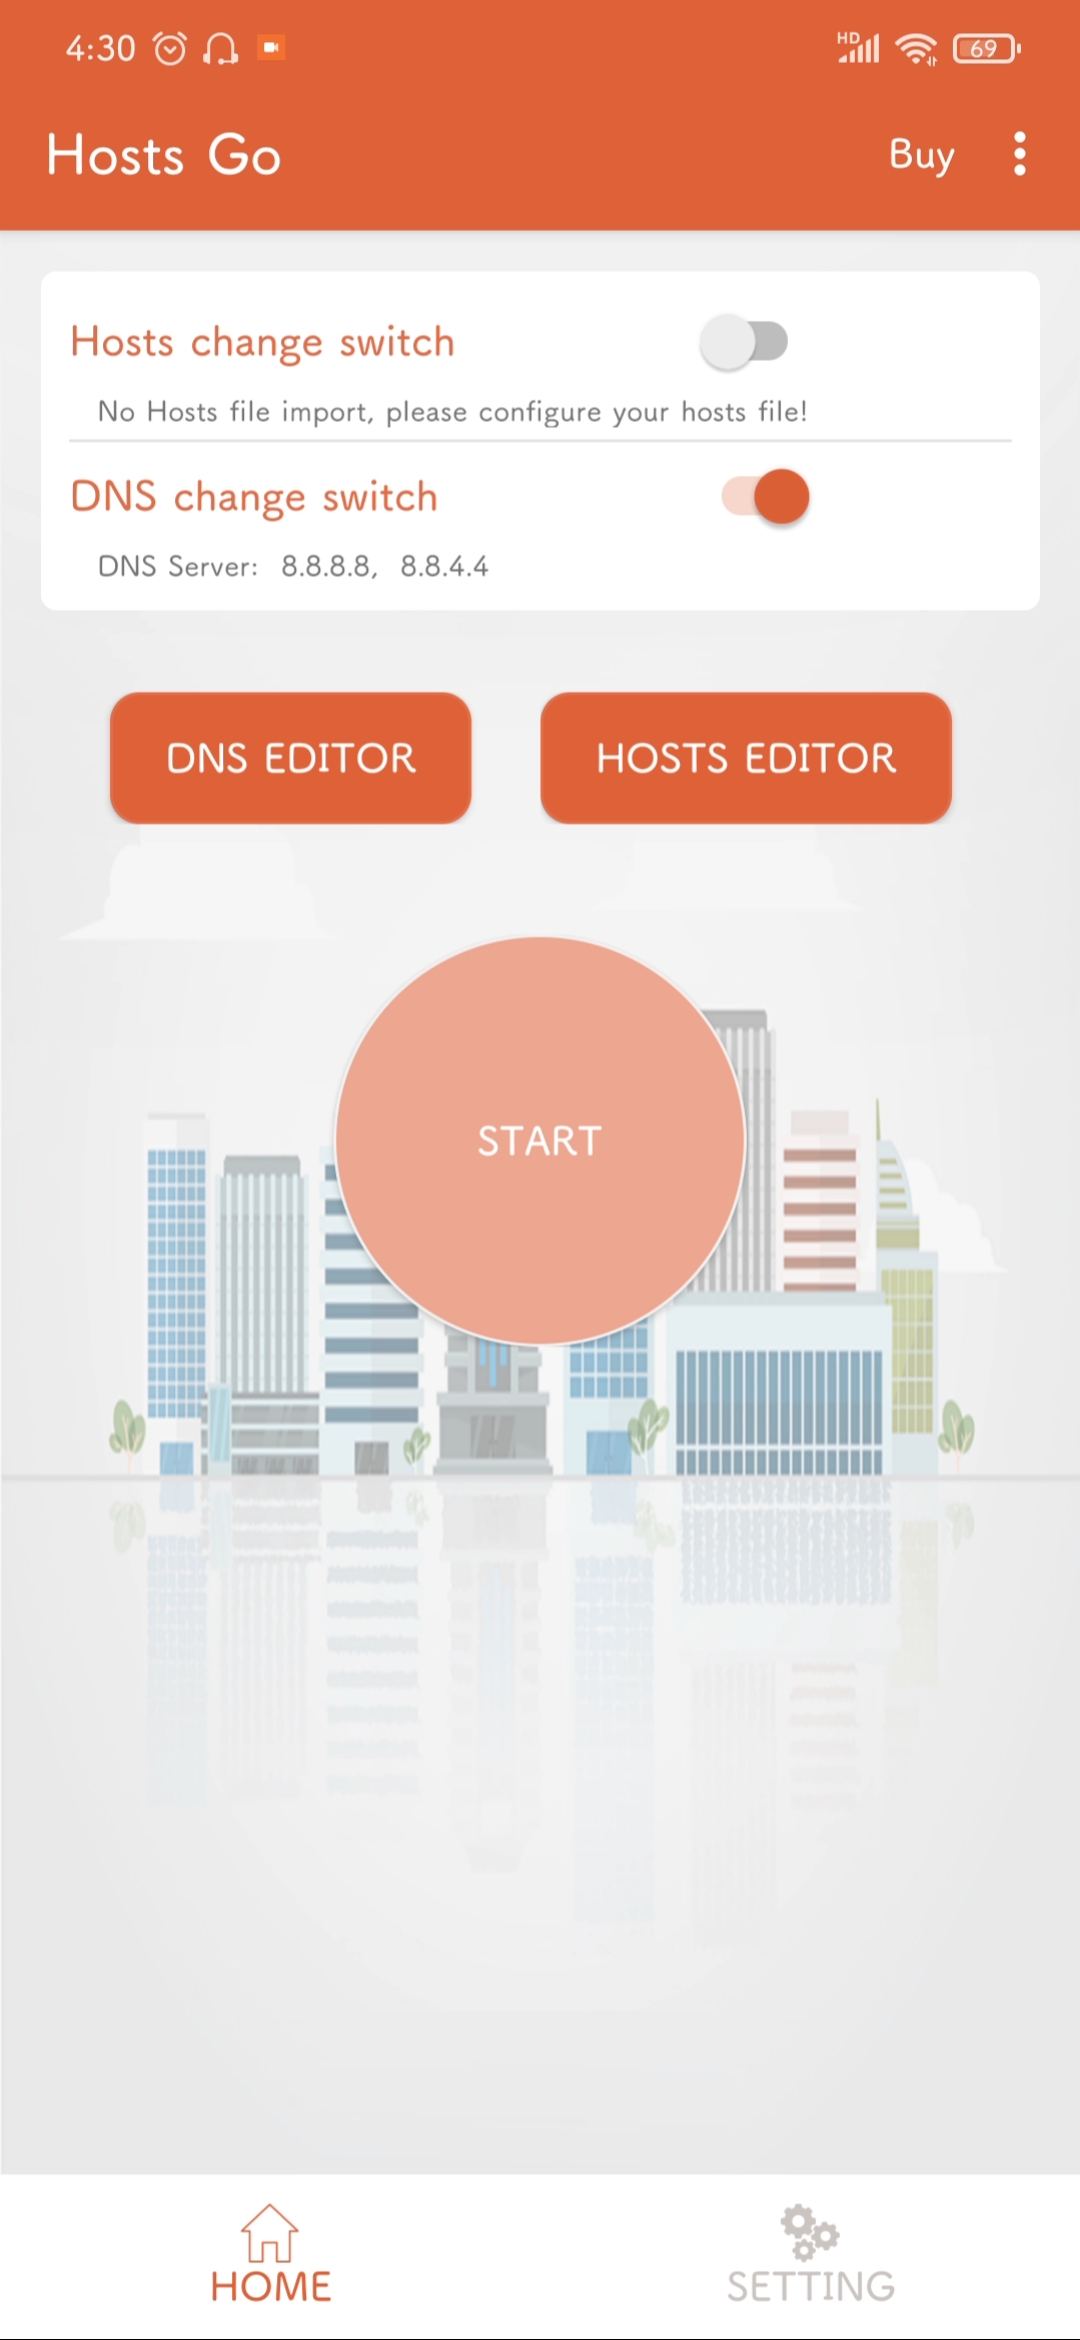 4:30 HD 69
Hosts Go Buy
Hosts change switch
No Hosts file import, please configure your hosts file!
DNS change switch
DNS Server: 8.8.8.8, 8.8.4.4
DNS EDITOR HOSTS EDITOR
START
HOME SETTING